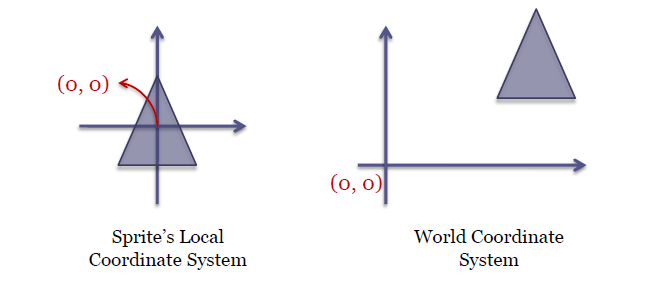 (0, 0)
(0, 0)
Sprite's Local
Coordinate System
World Coordinate
System